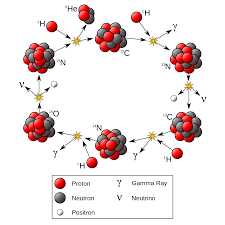 ⁴He
¹H
¹H
γ
¹²C
¹⁵N
¹³N
ν
ν
¹⁵O
¹³C
¹⁴N
γ
γ
¹H
¹H
Proton γ Gamma Ray
Neutron ν Neutrino
Positron